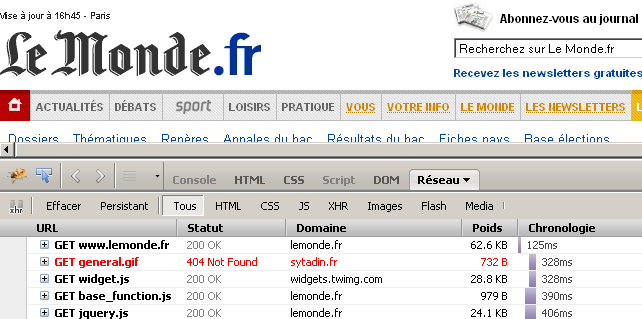 Mise à jour à 16h45 - Paris
Abonnez-vous au journal
Le Monde.fr
Rechercher sur Le Monde.fr
Recevez les newsletters gratuites
ACTUALITÉS DÉBATS sport LOISIRS PRATIQUE VOUS VOTRE INFO LE MONDE LES NEWSLETTERS L
Dossiers Thématiques Repères Annales du bac Résultats du bac Fiches pays Base élections
Console HTML CSS Script DOM Réseau
xhr Effacer Persistant Tous HTML CSS JS XHR Images Flash Media
URL Statut Domaine Poids Chronologie
GET www.lemonde.fr 200 OK lemonde.fr 62.6 KB 125ms
GET general.gif 404 Not Found sytadin.fr 732 B 328ms
GET widget.js 200 OK widgets.twimg.com 28.8 KB 328ms
GET base_function.js 200 OK lemonde.fr 979 B 390ms
GET jquery.js 200 OK lemonde.fr 24.1 KB 406ms